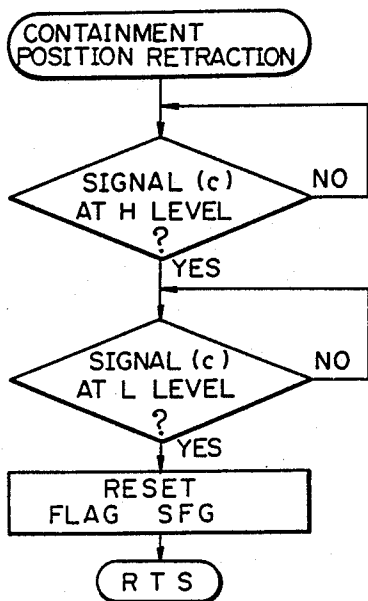 CONTAINMENT
POSITION RETRACTION
SIGNAL (c)
AT H LEVEL
?
NO
YES
SIGNAL (c)
AT L LEVEL
?
NO
YES
RESET
FLAG SFG
RTS